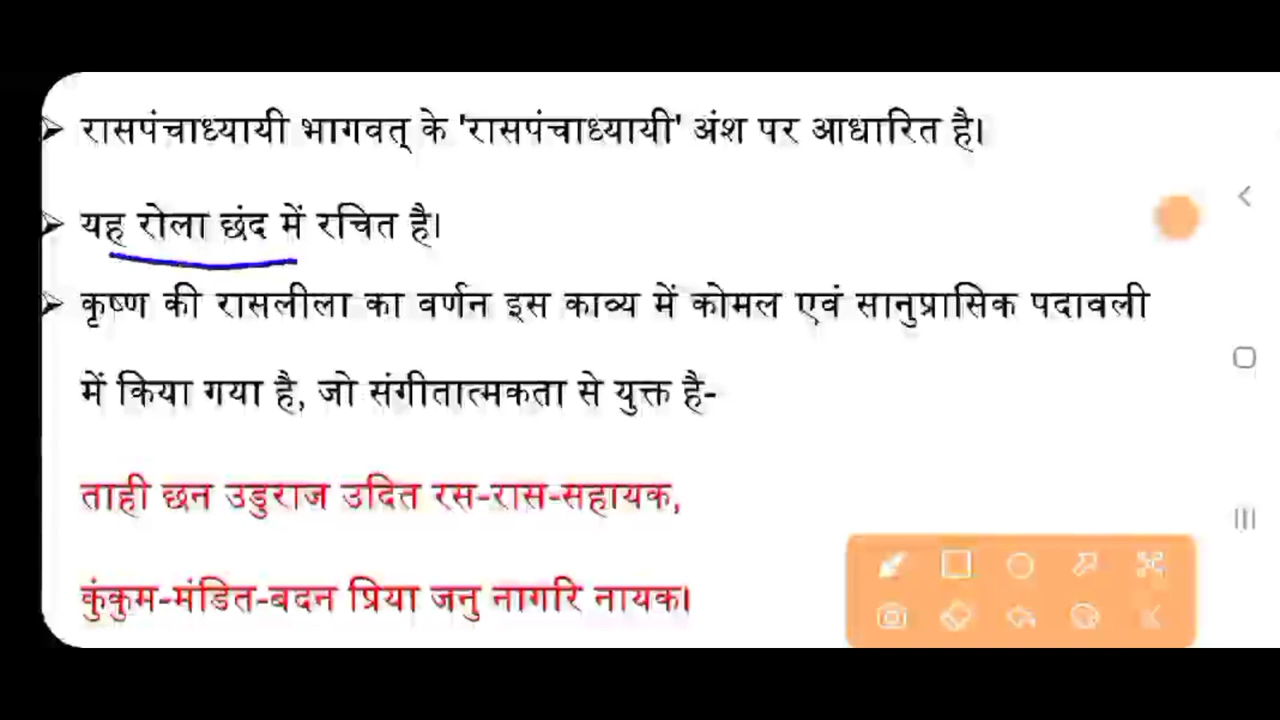 रासपंचाध्यायी भागवत् के 'रासपंचाध्यायी' अंश पर आधारित है।
यह रोला छंद में रचित है।
कृष्ण की रासलीला का वर्णन इस काव्य में कोमल एवं सानुप्रासिक पदावली
में किया गया है, जो संगीतात्मकता से युक्त है-
ताही छन उडुराज उदित रस-रास-सहायक,
कुंकुम-मंडित-बदन प्रिया जनु नागरि नायक।